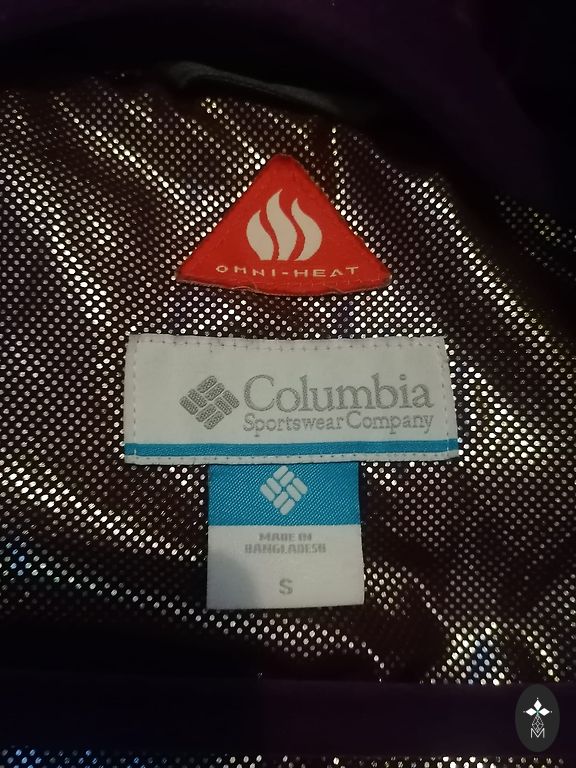 OMNI-HEAT
Columbia
Sportswear Company
MADE IN
BANGLADESH
S
M